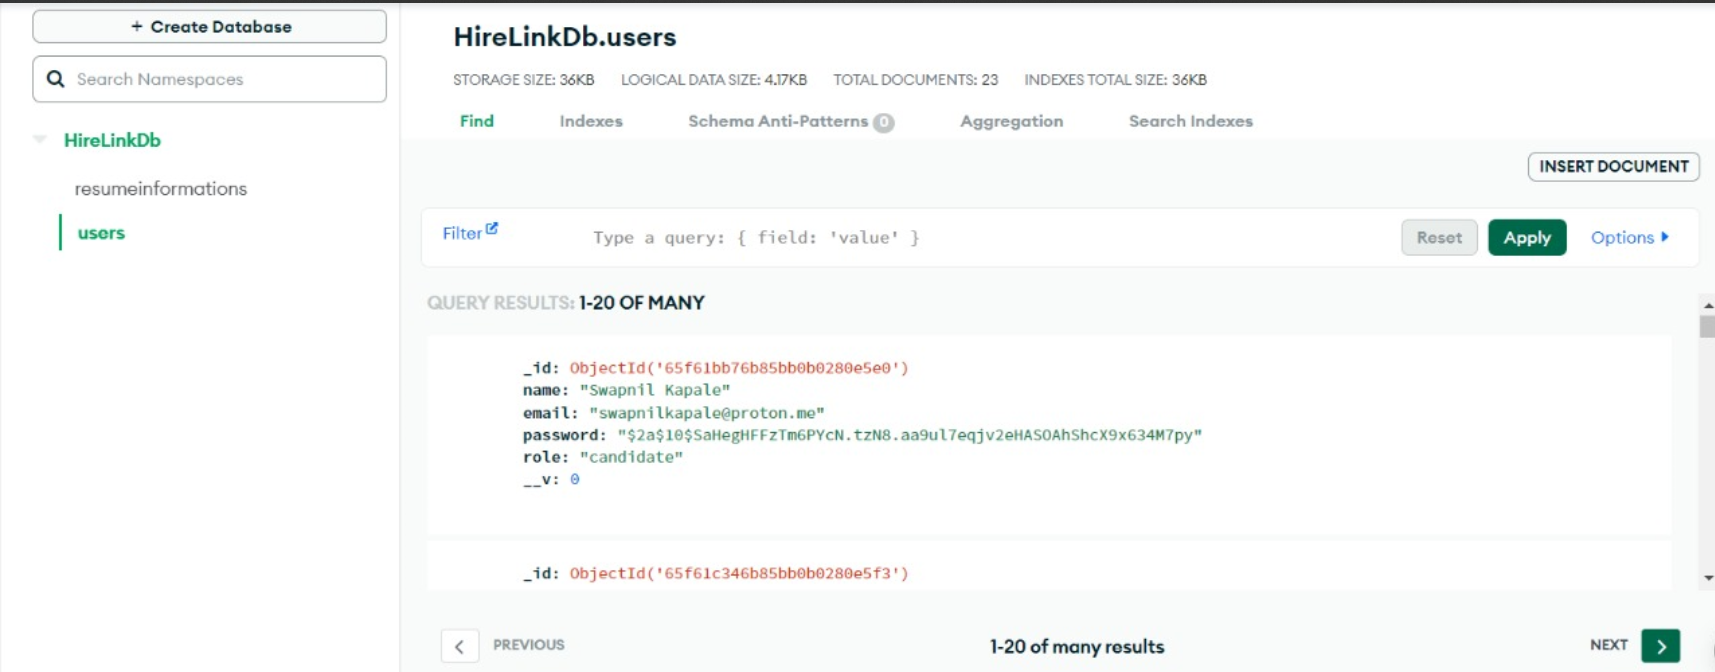 + Create Database
Search Namespaces
HireLinkDb
resumeinformations
users
HireLinkDb.users
STORAGE SIZE: 36KB LOGICAL DATA SIZE: 4.17KB TOTAL DOCUMENTS: 23 INDEXES TOTAL SIZE: 36KB
Find Indexes Schema Anti-Patterns 0 Aggregation Search Indexes
INSERT DOCUMENT
Filter Type a query: { field: 'value' } Reset Apply Options
QUERY RESULTS: 1-20 OF MANY
_id: ObjectId('65f61bb76b85bb0b0280e5e0')
name: "Swapnil Kapale"
email: "swapnilkapale@proton.me"
password: "$2a$10$SaHegHFFzTm6PYcN.tzN8.aa9ul7eqjv2eHASOAhShcX9x634M7py"
role: "candidate"
__v: 0
_id: ObjectId('65f61c346b85bb0b0280e5f3')
PREVIOUS 1-20 of many results NEXT